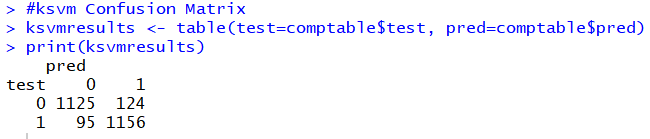 > #ksvm Confusion Matrix
> ksvmresults <- table(test=comptable$test, pred=comptable$pred)
> print(ksvmresults)
    pred
test    0    1
   0 1125  124
   1   95 1156